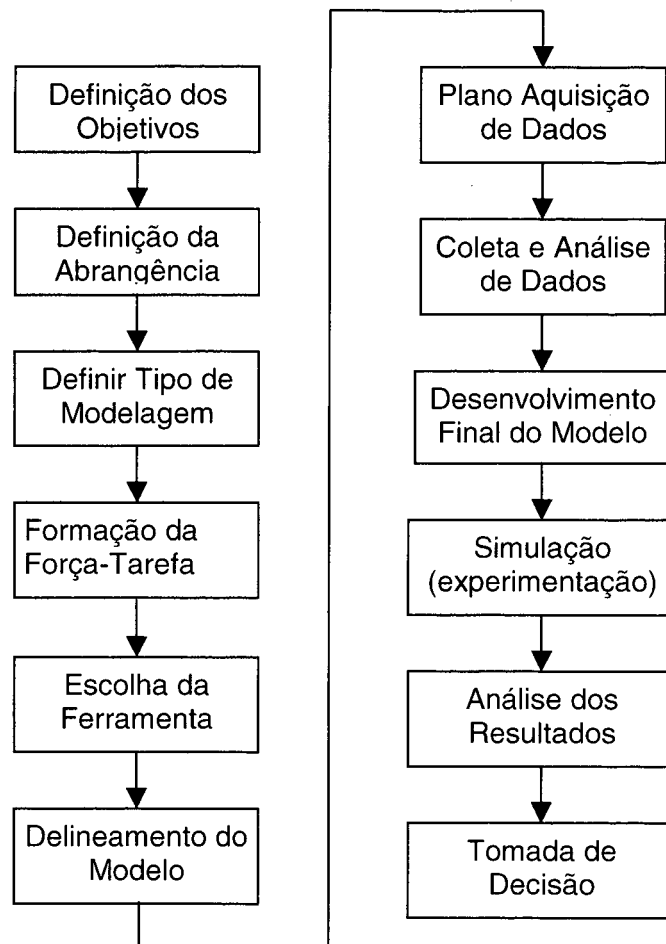 Definição dos
Objetivos
Definição da
Abrangência
Definir Tipo de
Modelagem
Formação da
Força-Tarefa
Escolha da
Ferramenta
Delineamento do
Modelo
Plano Aquisição
de Dados
Coleta e Análise
de Dados
Desenvolvimento
Final do Modelo
Simulação
(experimentação)
Análise dos
Resultados
Tomada de
Decisão